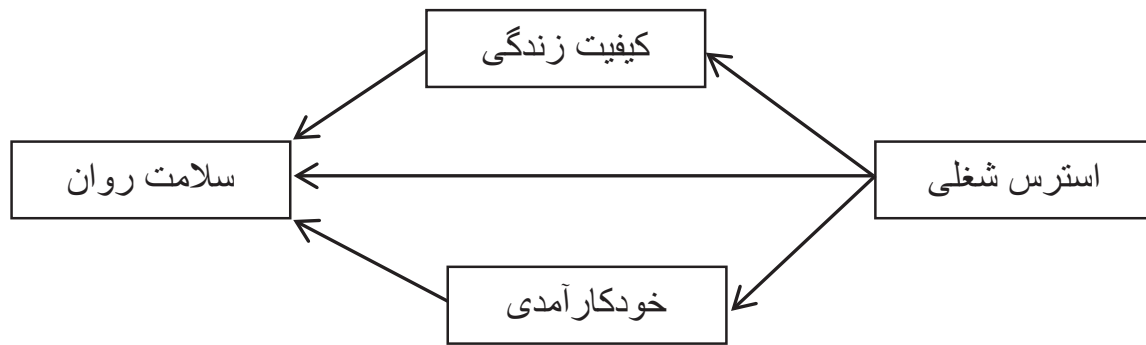 کیفیت زندگی
استرس شغلی
سلامت روان
خودکارآمدی